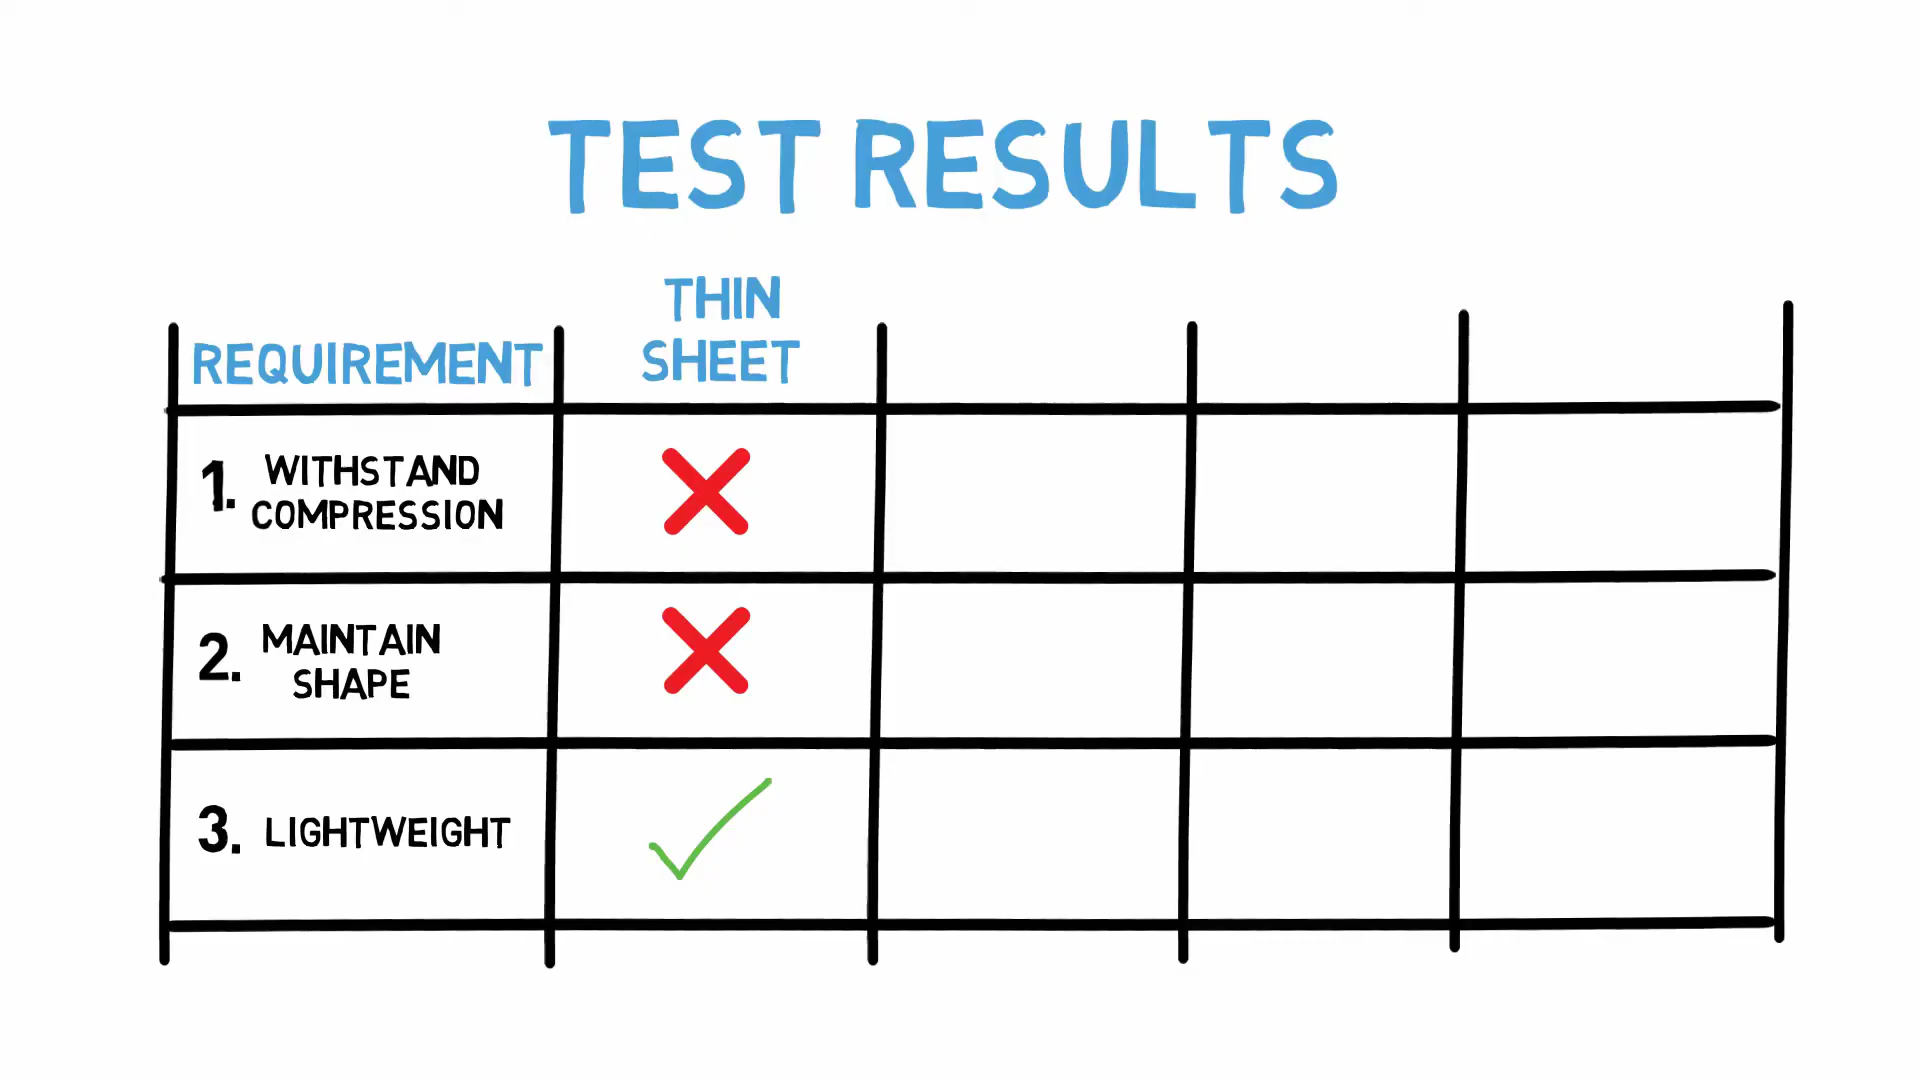 TEST RESULTS
THIN
SHEET
REQUIREMENT
1. WITHSTAND
COMPRESSION
2. MAINTAIN
SHAPE
3. LIGHTWEIGHT